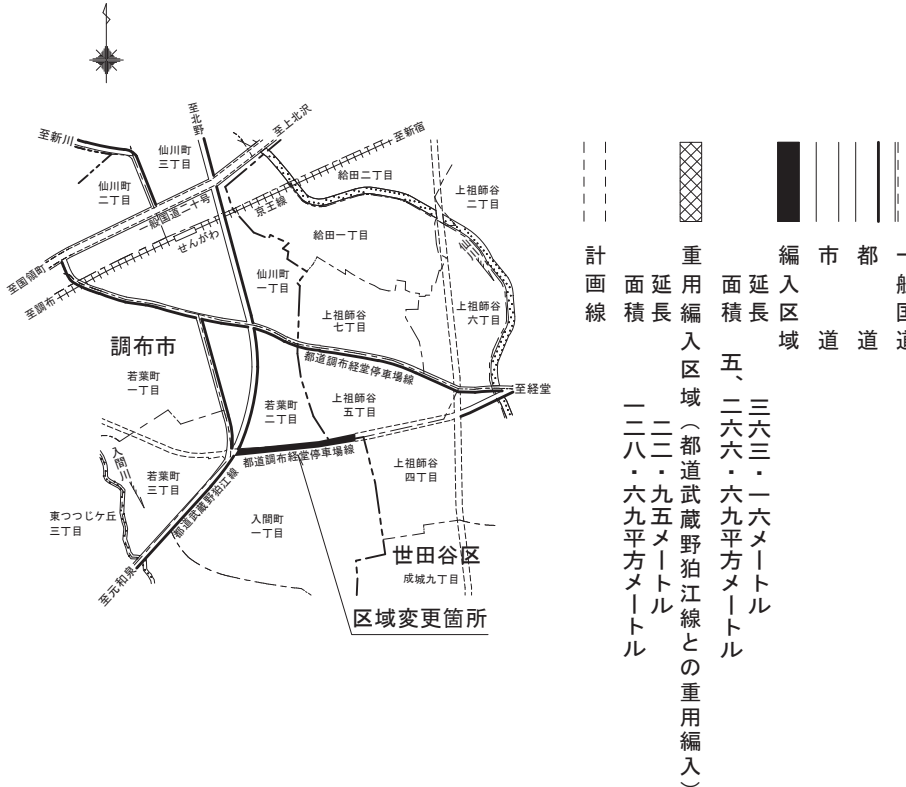 一般国道
都道
市道
編入区域
延長 三六三・一六メートル
面積 五、二六六・六九平方メートル
重用編入区域（都道武蔵野狛江線との重用編入）
延長 二二・九五メートル
面積 一二八・六九平方メートル
計画線
至新川
至北野
至上北沢
至新宿
仙川町
三丁目
仙川町
二丁目
給田二丁目
上祖師谷
二丁目
一般国道二十号
京王線
せんがわ
給田一丁目
仙川
至国領町
至調布
仙川町
一丁目
上祖師谷
七丁目
上祖師谷
六丁目
調布市
都道調布経堂停車場線
至経堂
若葉町
一丁目
若葉町
二丁目
上祖師谷
五丁目
都道調布経堂停車場線
入間川
若葉町
三丁目
上祖師谷
四丁目
都道武蔵野狛江線
東つつじケ丘
三丁目
入間町
一丁目
世田谷区
成城九丁目
至元和泉
区域変更箇所